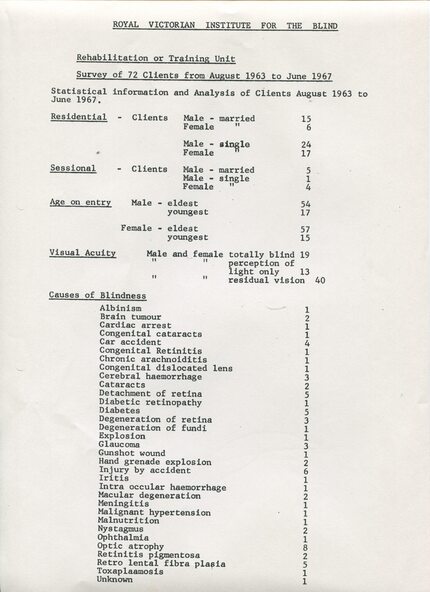 ROYAL VICTORIAN INSTITUTE FOR THE BLIND
Rehabilitation or Training Unit
Survey of 72 Clients from August 1963 to June 1967
Statistical information and Analysis of Clients August 1963 to
June 1967.
Residential - Clients Male - married 15
Female " 6
Male - single 24
Female " 17
Sessional - Clients Male - married 5
Male - single 1
Female " 4
Age on entry Male - eldest 54
youngest 17
Female - eldest 57
youngest 15
Visual Acuity Male and female totally blind 19
" " perception of
light only 13
" " residual vision 40
Causes of Blindness
Albinism 1
Brain tumour 2
Cardiac arrest 1
Congenital cataracts 1
Car accident 4
Congenital Retinitis 1
Chronic arachnoiditis 1
Congenital dislocated lens 1
Cerebral haemorrhage 3
Cataracts 2
Detachment of retina 5
Diabetic retinopathy 1
Diabetes 5
Degeneration of retina 3
Degeneration of fundi 1
Explosion 1
Glaucoma 3
Gunshot wound 1
Hand grenade explosion 2
Injury by accident 6
Iritis 1
Intra occular haemorrhage 1
Macular degeneration 2
Meningitis 1
Malignant hypertension 1
Malnutrition 1
Nystagmus 2
Ophthalmia 1
Optic atrophy 8
Retinitis pigmentosa 2
Retro lental fibra plasia 5
Toxaplaamosis 1
Unknown 1